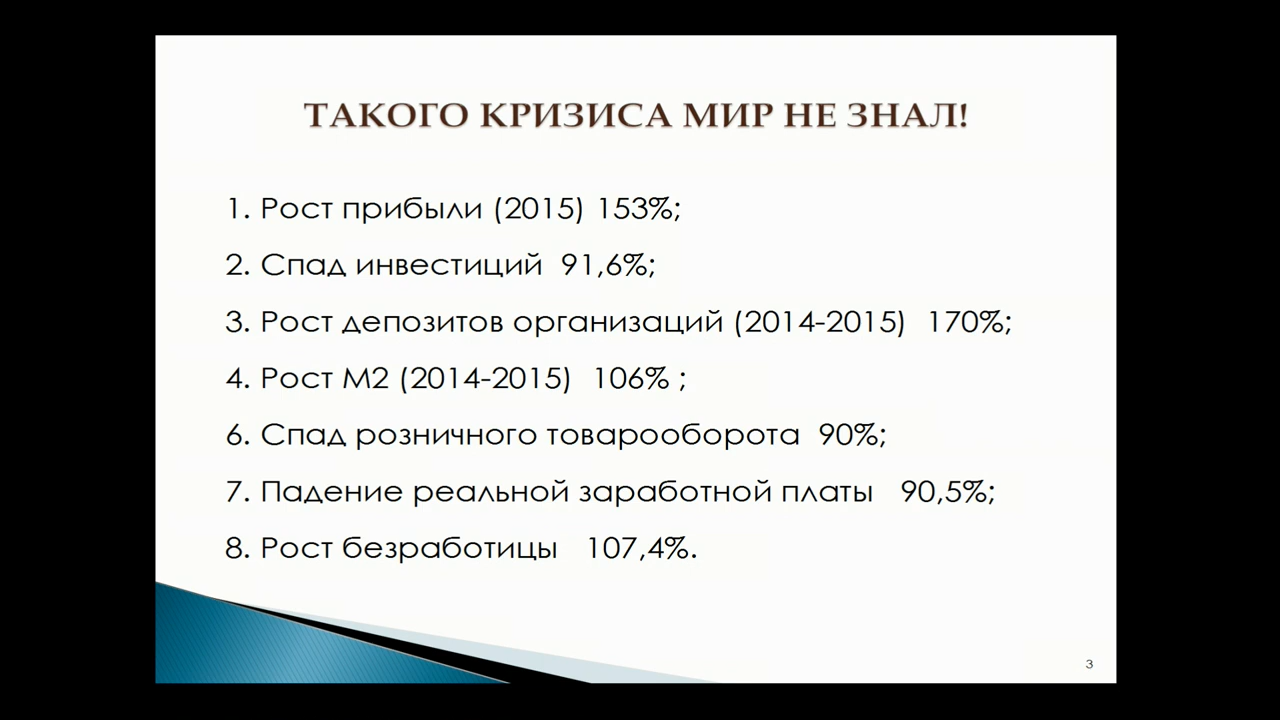 ТАКОГО КРИЗИСА МИР НЕ ЗНАЛ!
1. Рост прибыли (2015) 153%;
2. Спад инвестиций 91,6%;
3. Рост депозитов организаций (2014-2015) 170%;
4. Рост М2 (2014-2015) 106% ;
6. Спад розничного товарооборота 90%;
7. Падение реальной заработной платы 90,5%;
8. Рост безработицы 107,4%.
3